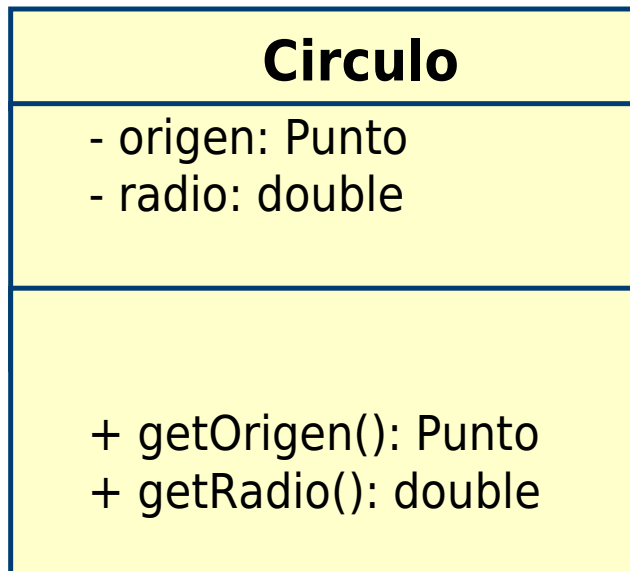 Circulo
- origen: Punto
- radio: double
+ getOrigen(): Punto
+ getRadio(): double